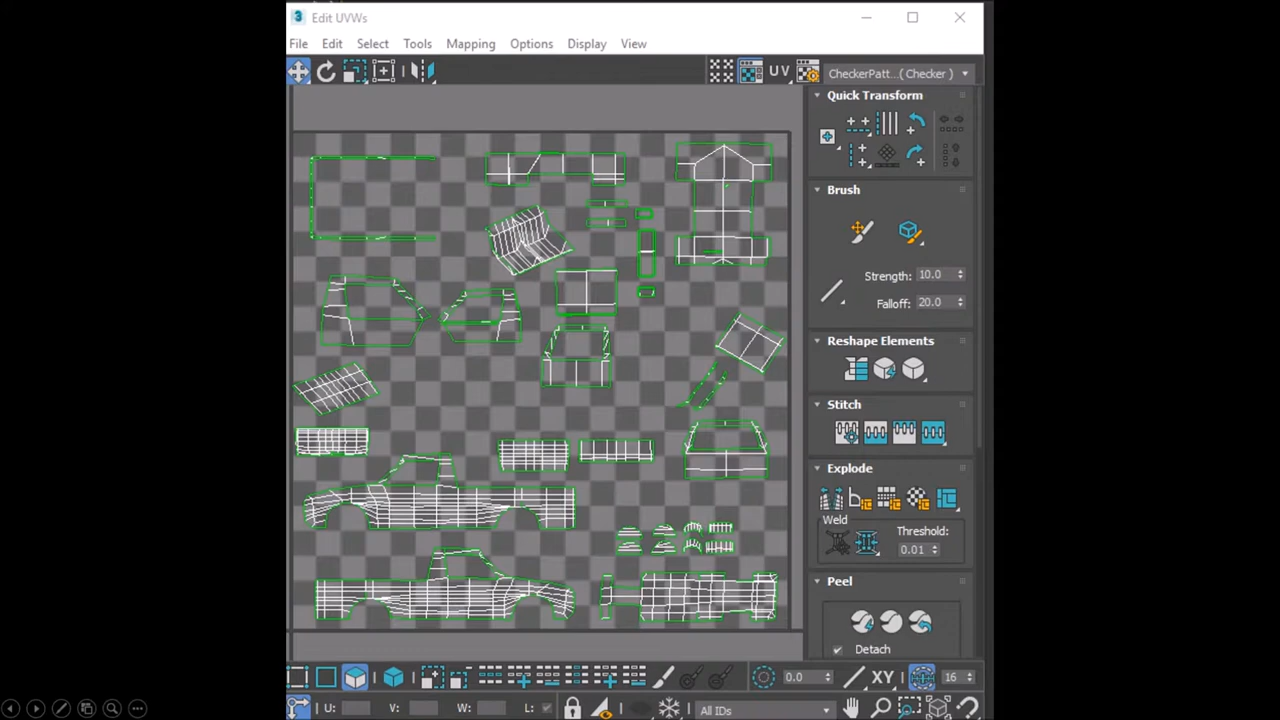 3 Edit UVWs
File Edit Select Tools Mapping Options Display View
UV CheckerPatt...( Checker )
Quick Transform
Brush
Strength: 10.0
Falloff: 20.0
Reshape Elements
Stitch
Explode
Weld
Threshold:
0.01
Peel
Detach
0.0 XY 16
U: V: W: L: All IDs